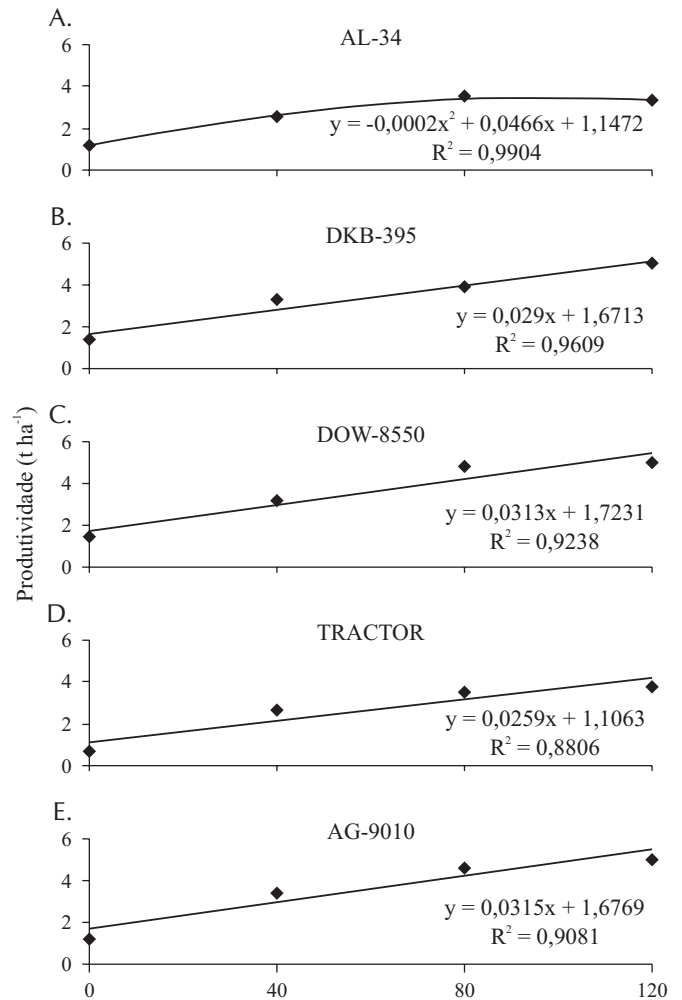 Produtividade (t ha⁻¹)
A.
AL-34
6
4
2
0
y = -0,0002x² + 0,0466x + 1,1472
R² = 0,9904
B.
DKB-395
6
4
2
0
y = 0,029x + 1,6713
R² = 0,9609
C.
DOW-8550
6
4
2
0
y = 0,0313x + 1,7231
R² = 0,9238
D.
TRACTOR
6
4
2
0
y = 0,0259x + 1,1063
R² = 0,8806
E.
AG-9010
6
4
2
0
y = 0,0315x + 1,6769
R² = 0,9081
0 40 80 120